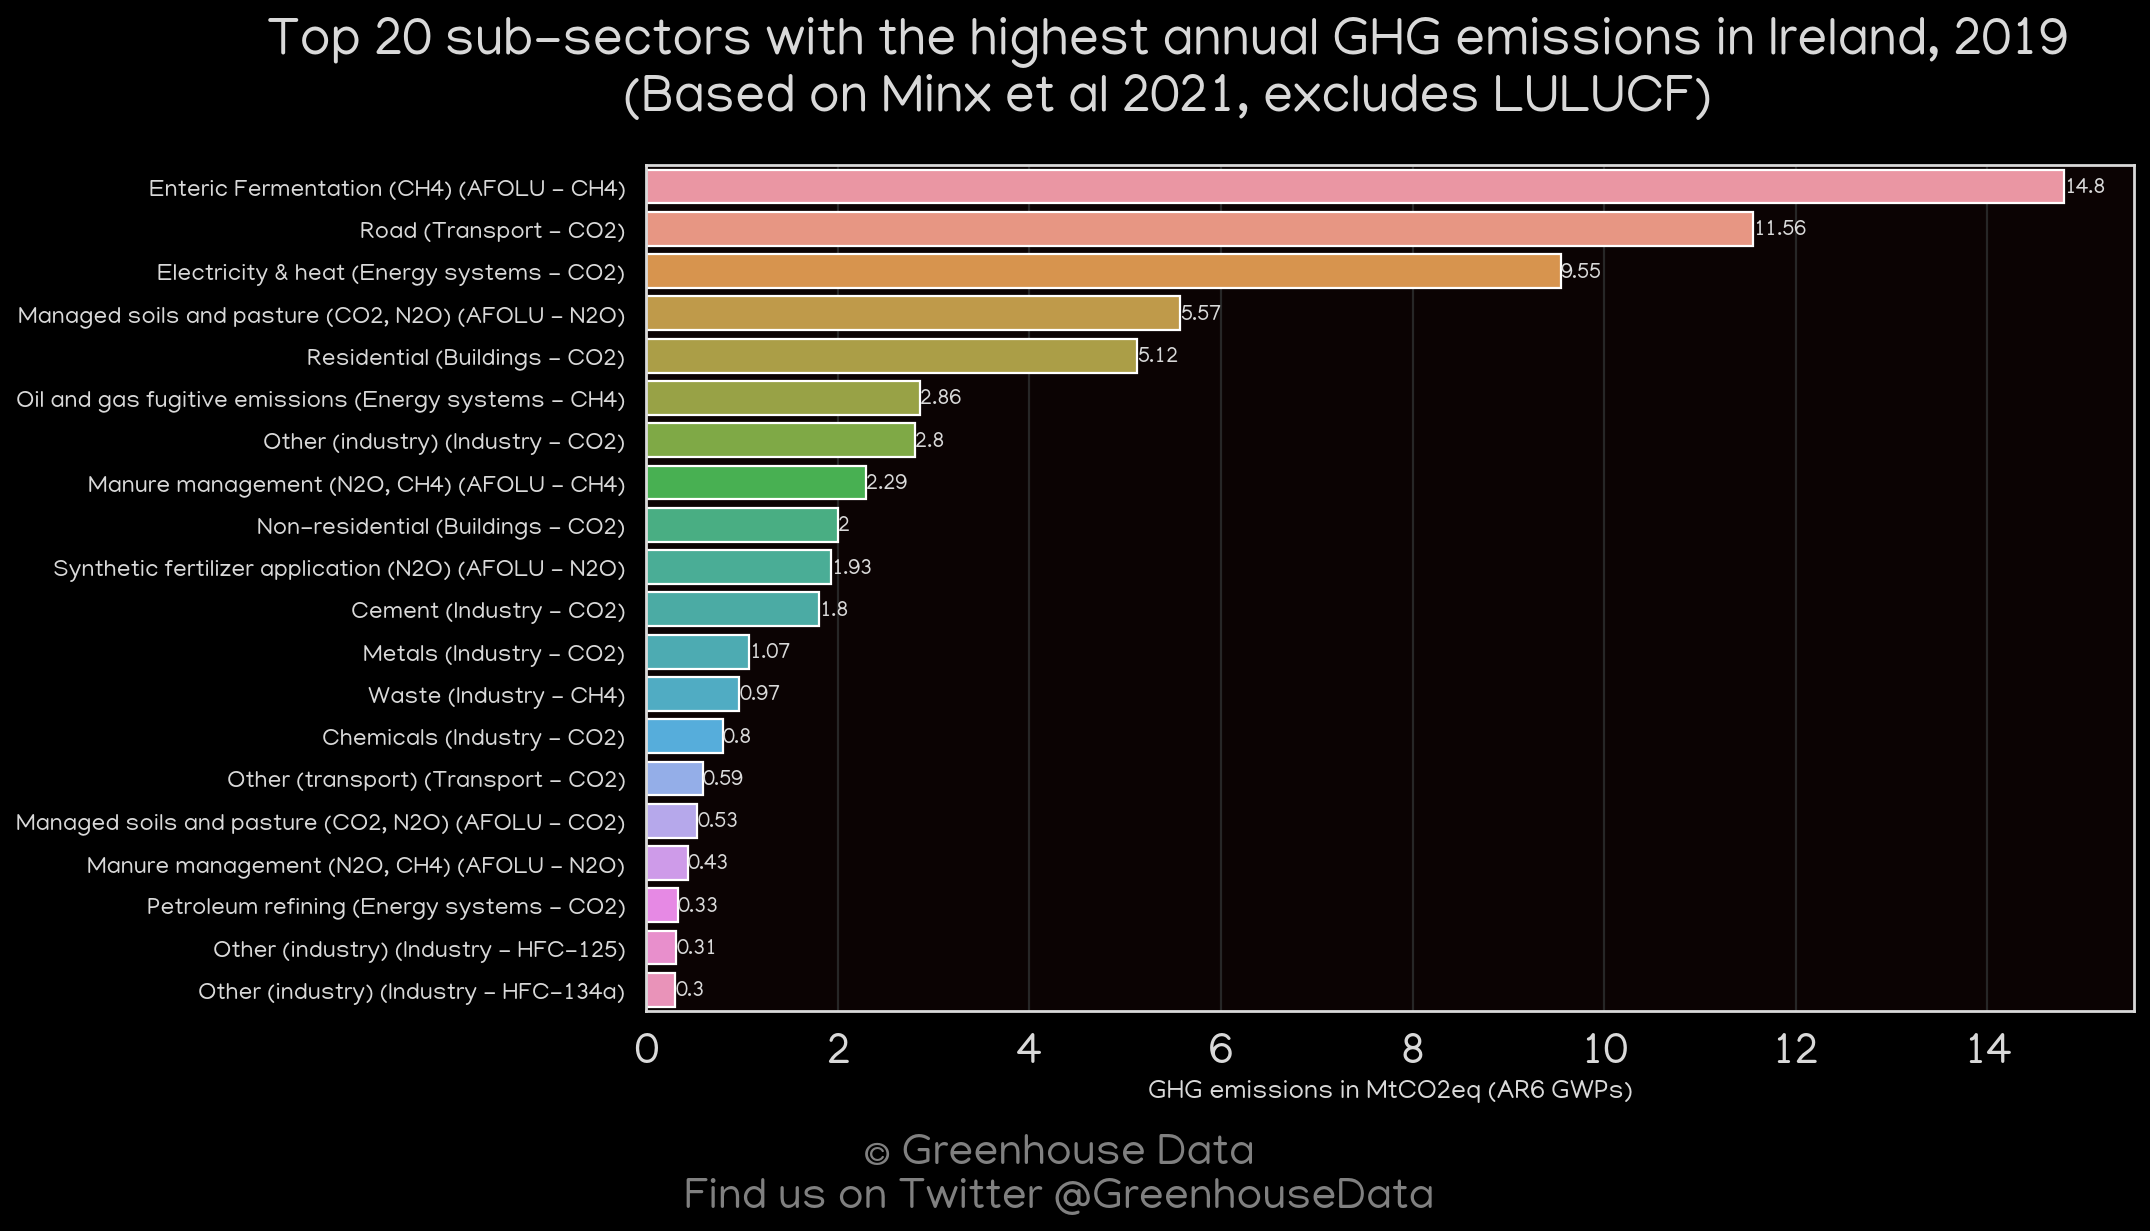 Top 20 sub-sectors with the highest annual GHG emissions in Ireland, 2019
(Based on Minx et al 2021, excludes LULUCF)
Enteric Fermentation (CH4) (AFOLU - CH4) 14.8
Road (Transport - CO2) 11.56
Electricity & heat (Energy systems - CO2) 9.55
Managed soils and pasture (CO2, N2O) (AFOLU - N2O) 5.57
Residential (Buildings - CO2) 5.12
Oil and gas fugitive emissions (Energy systems - CH4) 2.86
Other (industry) (Industry - CO2) 2.8
Manure management (N2O, CH4) (AFOLU - CH4) 2.29
Non-residential (Buildings - CO2) 2
Synthetic fertilizer application (N2O) (AFOLU - N2O) 1.93
Cement (Industry - CO2) 1.8
Metals (Industry - CO2) 1.07
Waste (Industry - CH4) 0.97
Chemicals (Industry - CO2) 0.8
Other (transport) (Transport - CO2) 0.59
Managed soils and pasture (CO2, N2O) (AFOLU - CO2) 0.53
Manure management (N2O, CH4) (AFOLU - N2O) 0.43
Petroleum refining (Energy systems - CO2) 0.33
Other (industry) (Industry - HFC-125) 0.31
Other (industry) (Industry - HFC-134a) 0.3
0 2 4 6 8 10 12 14
GHG emissions in MtCO2eq (AR6 GWPs)
© Greenhouse Data
Find us on Twitter @GreenhouseData